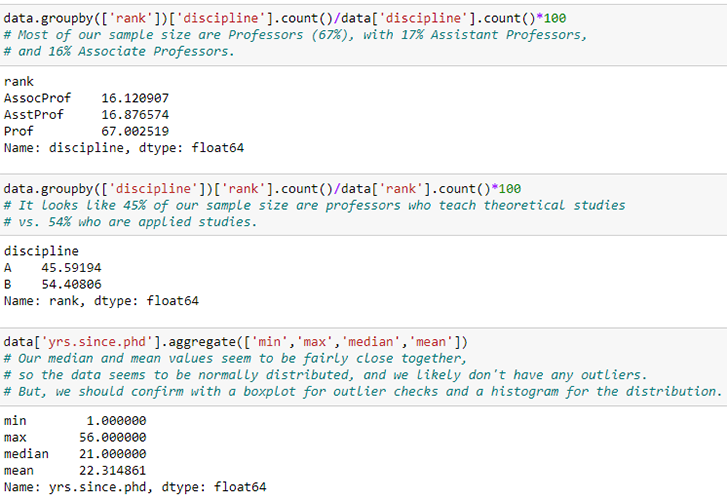 data.groupby(['rank'])['discipline'].count()/data['discipline'].count()*100
# Most of our sample size are Professors (67%), with 17% Assistant Professors,
# and 16% Associate Professors.
rank
AssocProf    16.120907
AsstProf     16.876574
Prof         67.002519
Name: discipline, dtype: float64
data.groupby(['discipline'])['rank'].count()/data['rank'].count()*100
# It looks like 45% of our sample size are professors who teach theoretical studies
# vs. 54% who are applied studies.
discipline
A    45.59194
B    54.40806
Name: rank, dtype: float64
data['yrs.since.phd'].aggregate(['min','max','median','mean'])
# Our median and mean values seem to be fairly close together,
# so the data seems to be normally distributed, and we likely don't have any outliers.
# But, we should confirm with a boxplot for outlier checks and a histogram for the distribution.
min        1.000000
max       56.000000
median    21.000000
mean      22.314861
Name: yrs.since.phd, dtype: float64